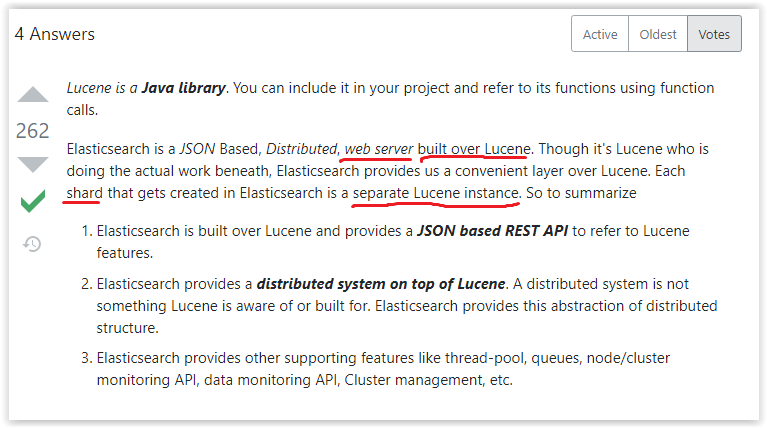 4 Answers
Active Oldest Votes
Lucene is a Java library. You can include it in your project and refer to its functions using function
calls.
262
Elasticsearch is a JSON Based, Distributed, web server built over Lucene. Though it's Lucene who is
doing the actual work beneath, Elasticsearch provides us a convenient layer over Lucene. Each
shard that gets created in Elasticsearch is a separate Lucene instance. So to summarize
1. Elasticsearch is built over Lucene and provides a JSON based REST API to refer to Lucene
features.
2. Elasticsearch provides a distributed system on top of Lucene. A distributed system is not
something Lucene is aware of or built for. Elasticsearch provides this abstraction of distributed
structure.
3. Elasticsearch provides other supporting features like thread-pool, queues, node/cluster
monitoring API, data monitoring API, Cluster management, etc.